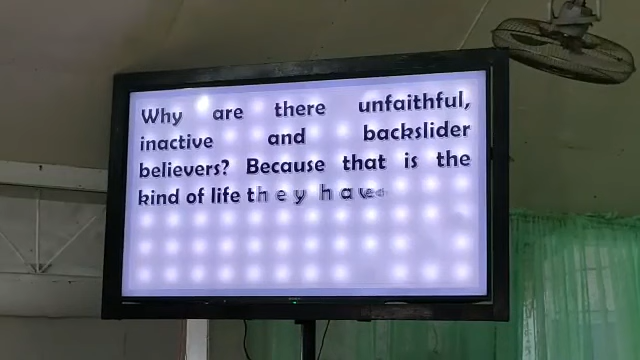 Why are there unfaithful,
inactive and backslider
believers? Because that is the
kind of life they have